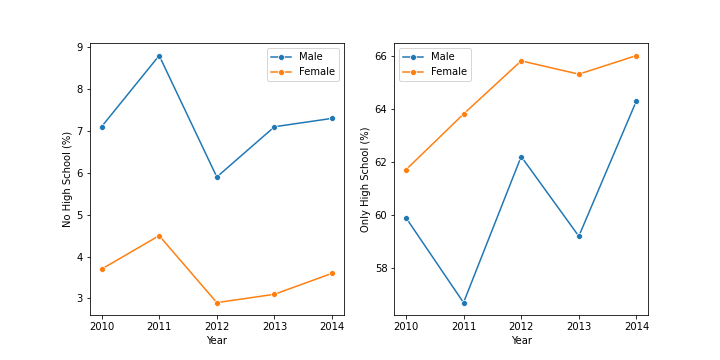 No High School (%)
9
8
7
6
5
4
3
Male
Female
2010 2011 2012 2013 2014
Year
Only High School (%)
66
64
62
60
58
Male
Female
2010 2011 2012 2013 2014
Year